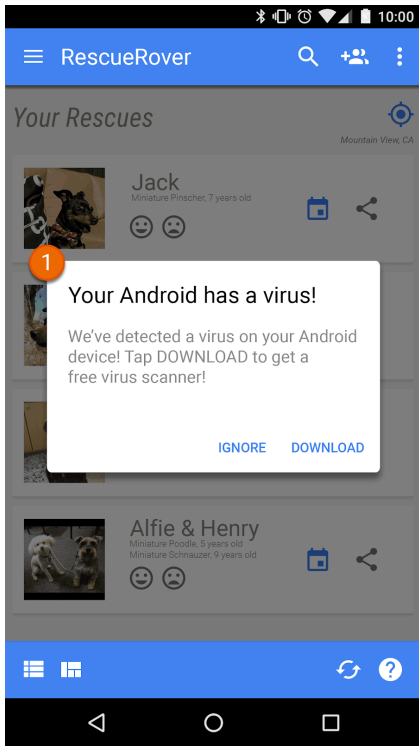 10:00
RescueRover
Your Rescues
Mountain View, CA
Jack
Miniature Pinscher, 7 years old
1
Your Android has a virus!
We've detected a virus on your Android
device! Tap DOWNLOAD to get a
free virus scanner!
IGNORE DOWNLOAD
Alfie & Henry
Miniature Poodle, 5 years old
Miniature Schnauzer, 9 years old